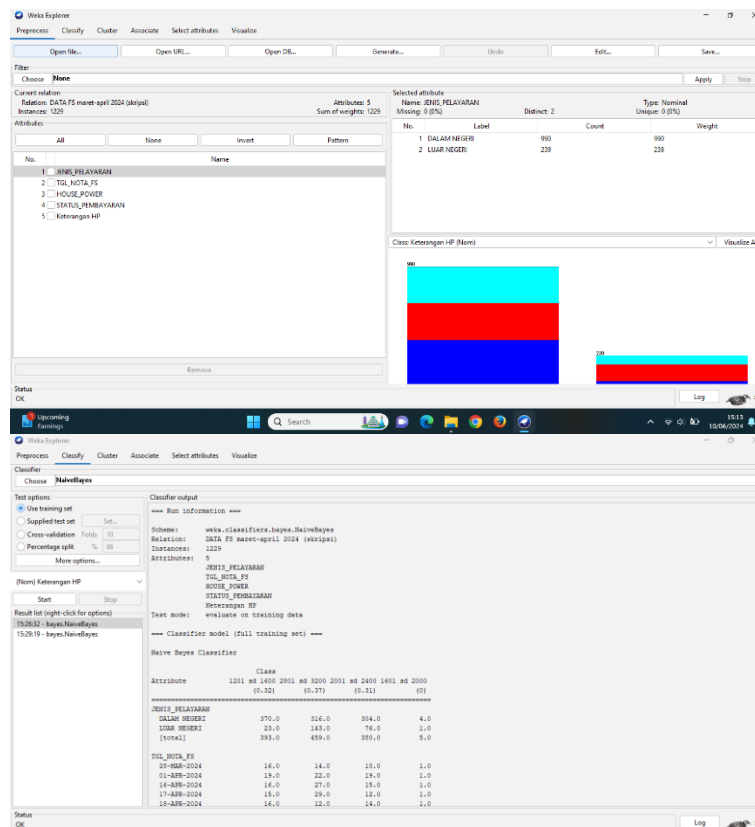 Weka Explorer
Preprocess Classify Cluster Associate Select attributes Visualize
Open file... Open URL... Open DB... Generate... Undo Edit... Save...
Filter
Choose None Apply Stop
Current relation
Relation: DATA FS maret-april 2024 (skripsi) Attributes: 5
Instances: 1229 Sum of weights: 1229
Attributes
All None Invert Pattern
No. Name
1 JENIS_PELAYARAN
2 TGL_NOTA_FS
3 HOUSE_POWER
4 STATUS_PEMBAYARAN
5 Keterangan HP
Remove
Selected attribute
Name: JENIS_PELAYARAN Type: Nominal
Missing: 0 (0%) Distinct: 2 Unique: 0 (0%)
No. Label Count Weight
1 DALAM NEGERI 990 990
2 LUAR NEGERI 239 239
Class: Keterangan HP (Nom) Visualize A
990
239
Status
OK Log
Upcoming
Earnings
Search
15:13
10/06/2024
Weka Explorer
Preprocess Classify Cluster Associate Select attributes Visualize
Classifier
Choose NaiveBayes
Test options
Use training set
Supplied test set Set...
Cross-validation Folds 10
Percentage split % 66
More options...
(Nom) Keterangan HP
Start Stop
Result list (right-click for options)
15:26:32 - bayes.NaiveBayes
15:29:19 - bayes.NaiveBayes
Classifier output
=== Run information ===
Scheme: weka.classifiers.bayes.NaiveBayes
Relation: DATA FS maret-april 2024 (skripsi)
Instances: 1229
Attributes: 5
JENIS_PELAYARAN
TGL_NOTA_FS
HOUSE_POWER
STATUS_PEMBAYARAN
Keterangan HP
Test mode: evaluate on training data
=== Classifier model (full training set) ===
Naive Bayes Classifier
Class
Attribute 1201 sd 1600 2801 sd 3200 2001 sd 2400 1601 sd 2000
(0.32) (0.37) (0.31) (0)
JENIS_PELAYARAN
DALAM NEGERI 370.0 316.0 304.0 4.0
LUAR NEGERI 23.0 143.0 76.0 1.0
[total] 393.0 459.0 380.0 5.0
TGL_NOTA_FS
28-MAR-2024 16.0 14.0 10.0 1.0
01-APR-2024 19.0 22.0 19.0 1.0
16-APR-2024 16.0 27.0 15.0 1.0
17-APR-2024 15.0 29.0 12.0 1.0
18-APR-2024 16.0 12.0 14.0 1.0
Status
OK Log